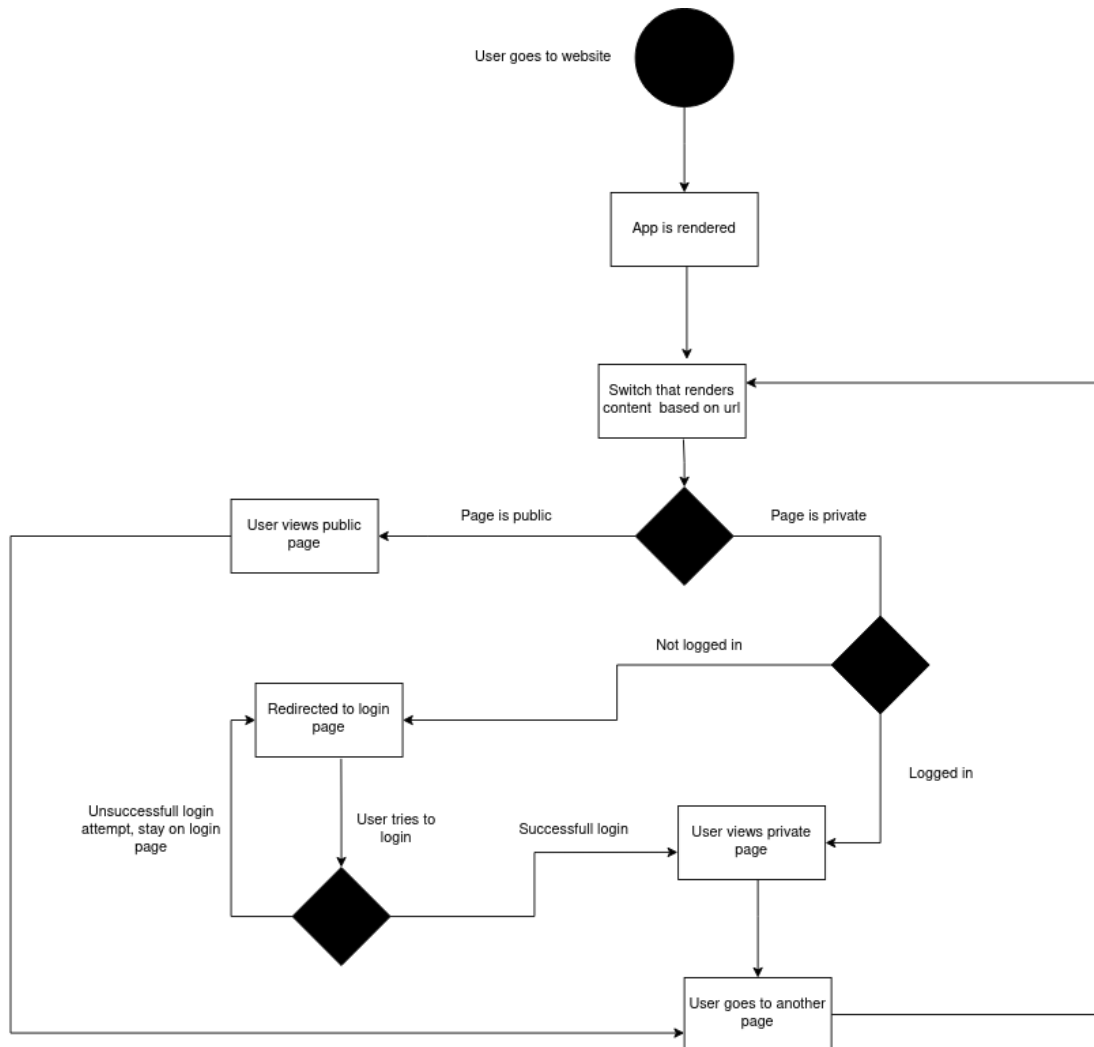 User goes to website
App is rendered
Switch that renders
content  based on url
Page is public
Page is private
User views public
page
Not logged in
Redirected to login
page
Logged in
Unsuccessfull login
attempt, stay on login
page
User tries to
login
Successfull login
User views private
page
User goes to another
page